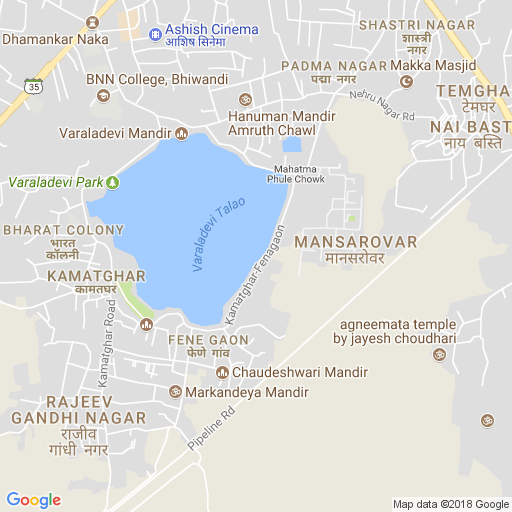 Ashish Cinema
आशिष सिनेमा
Dhamankar Naka
SHASTRI NAGAR
शास्त्री
नगर
PADMA NAGAR
पद्मा नगर
Makka Masjid
35
BNN College, Bhiwandi
TEMGHA
टेमघर
Nehru Nagar Rd
Hanuman Mandir
Amruth Chawl
NAI BAST
नाय बस्ति
Varaladevi Mandir
Mahatma
Phule Chowk
Varaladevi Park
Varaladevi Talao
BHARAT COLONY
भारत
कॉलनी
MANSAROVAR
मानसरोवर
Kamatghar-Fenagaon
KAMATGHAR
कामतघर
Kamatghar Road
agneemata temple
by jayesh choudhari
FENE GAON
फेणे गांव
Chaudeshwari Mandir
Markandeya Mandir
RAJEEV
GANDHI NAGAR
राजीव
गांधी नगर
Pipeline Rd
Google
Map data ©2018 Google